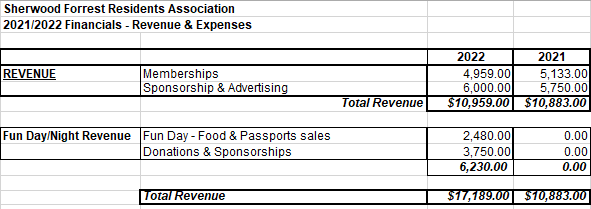 Sherwood Forrest Residents Association
2021/2022 Financials - Revenue & Expenses
2022 2021
REVENUE Memberships 4,959.00 5,133.00
Sponsorship & Advertising 6,000.00 5,750.00
Total Revenue $10,959.00 $10,883.00
Fun Day/Night Revenue Fun Day - Food & Passports sales 2,480.00 0.00
Donations & Sponsorships 3,750.00 0.00
6,230.00 0.00
Total Revenue $17,189.00 $10,883.00